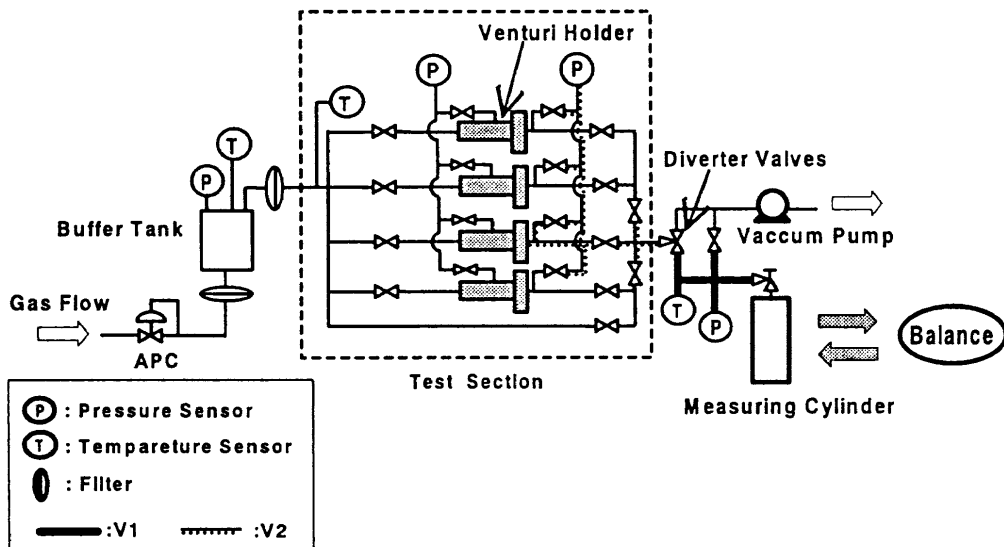 Venturi Holder
P
P
T
T
P
Diverter Valves
Buffer Tank
Vaccum Pump
Gas Flow
T
P
Balance
APC
Test Section
Measuring Cylinder
P : Pressure Sensor
T : Tempareture Sensor
: Filter
:V1 :V2